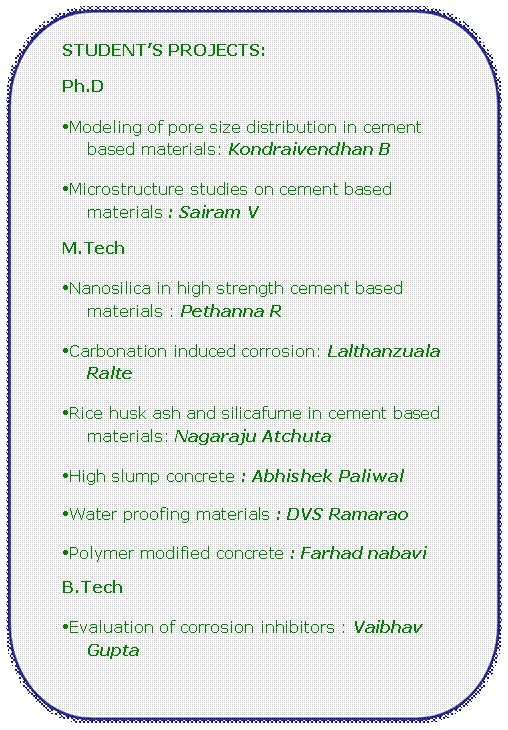 STUDENT’S PROJECTS:
Ph.D
•Modeling of pore size distribution in cement
based materials: Kondraivendhan B
•Microstructure studies on cement based
materials : Sairam V
M.Tech
•Nanosilica in high strength cement based
materials : Pethanna R
•Carbonation induced corrosion: Lalthanzuala
Ralte
•Rice husk ash and silicafume in cement based
materials: Nagaraju Atchuta
•High slump concrete : Abhishek Paliwal
•Water proofing materials : DVS Ramarao
•Polymer modified concrete : Farhad nabavi
B.Tech
•Evaluation of corrosion inhibitors : Vaibhav
Gupta